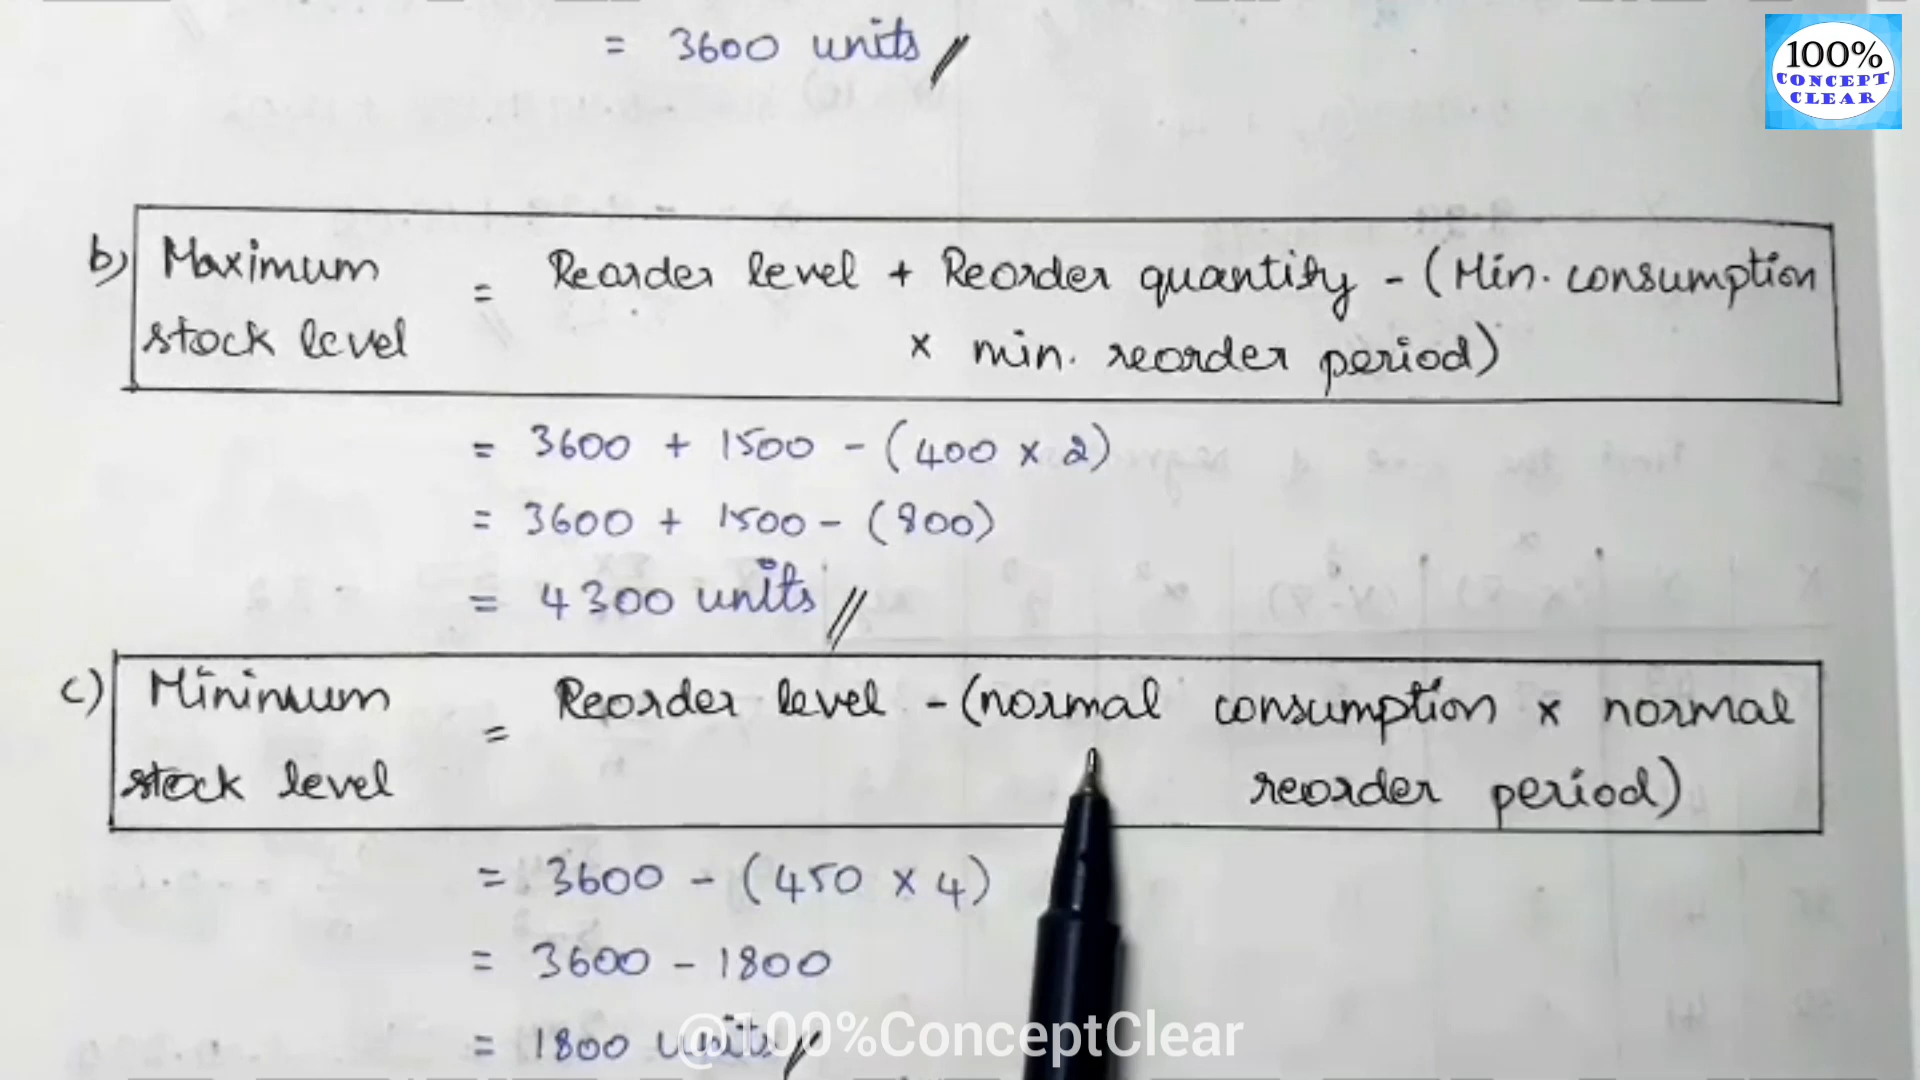 = 3600 units
100%
CONCEPT
CLEAR
b) Maximum stock level = Reorder level + Reorder quantity - (Min. consumption
x min. reorder period)
= 3600 + 1500 - (400 x 2)
= 3600 + 1500 - (800)
= 4300 units
c) Minimum stock level = Reorder level - (normal consumption x normal
reorder period)
= 3600 - (450 x 4)
= 3600 - 1800
= 1800 units
@100%ConceptClear